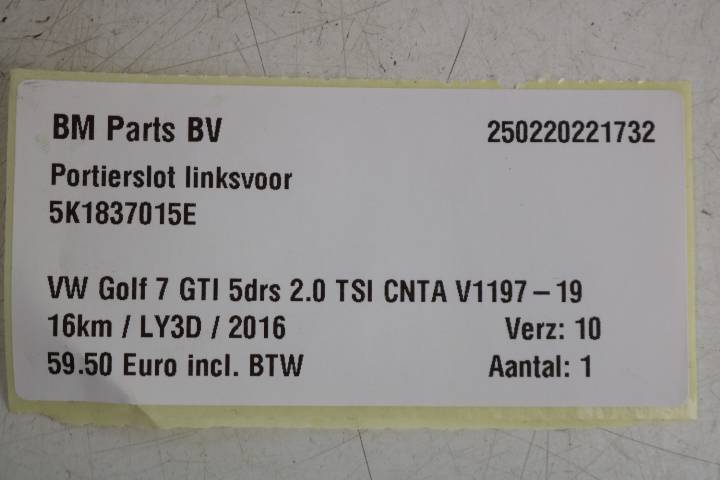 BM Parts BV 250220221732
Portierslot linksvoor
5K1837015E
VW Golf 7 GTI 5drs 2.0 TSI CNTA V1197 – 19
16km / LY3D / 2016 Verz: 10
59.50 Euro incl. BTW Aantal: 1